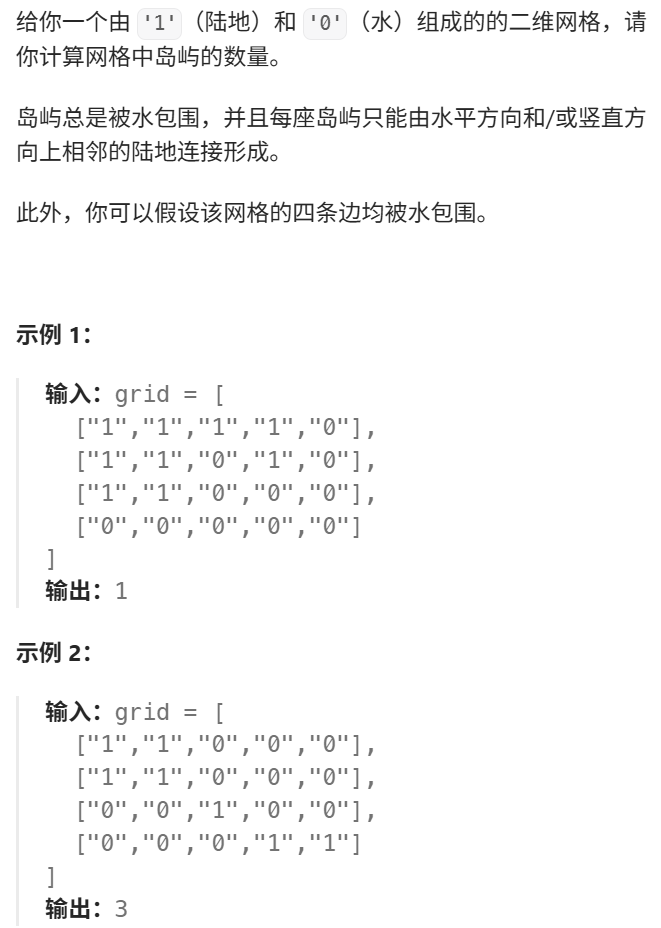 给你一个由 '1'（陆地）和 '0'（水）组成的的二维网格，请
你计算网格中岛屿的数量。
岛屿总是被水包围，并且每座岛屿只能由水平方向和/或竖直方
向上相邻的陆地连接形成。
此外，你可以假设该网格的四条边均被水包围。
示例 1：
输入：grid = [
["1","1","1","1","0"],
["1","1","0","1","0"],
["1","1","0","0","0"],
["0","0","0","0","0"]
]
输出：1
示例 2：
输入：grid = [
["1","1","0","0","0"],
["1","1","0","0","0"],
["0","0","1","0","0"],
["0","0","0","1","1"]
]
输出：3